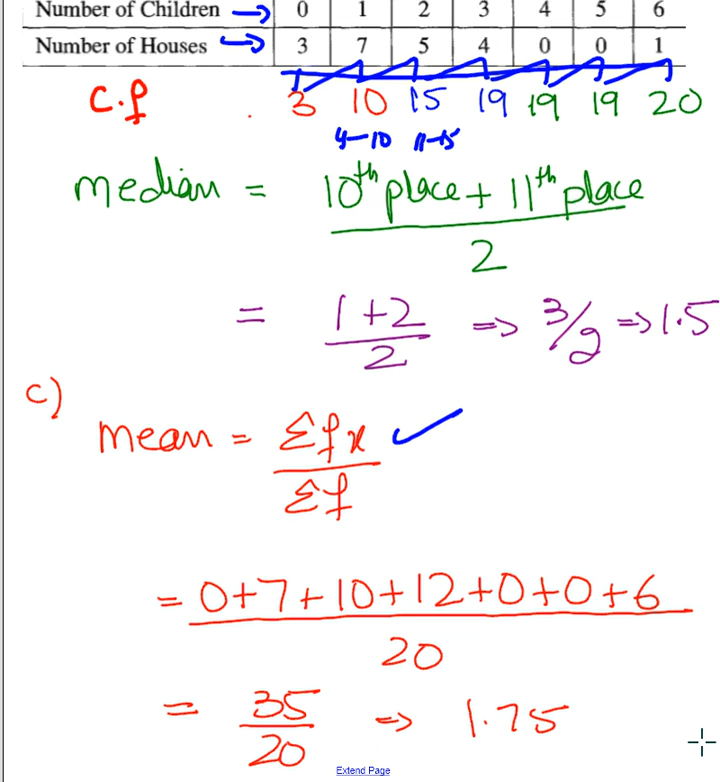 Number of Children → 0 1 2 3 4 5 6
Number of Houses → 3 7 5 4 0 0 1
C.f 3 10 15 19 19 19 20
4-10 11-15
median = 10th place + 11th place
2
= 1+2 => 3/2 => 1.5
2
c)
mean = Σfx ✓
Σf
= 0+7+10+12+0+0+6
20
= 35 => 1.75
20
Extend Page